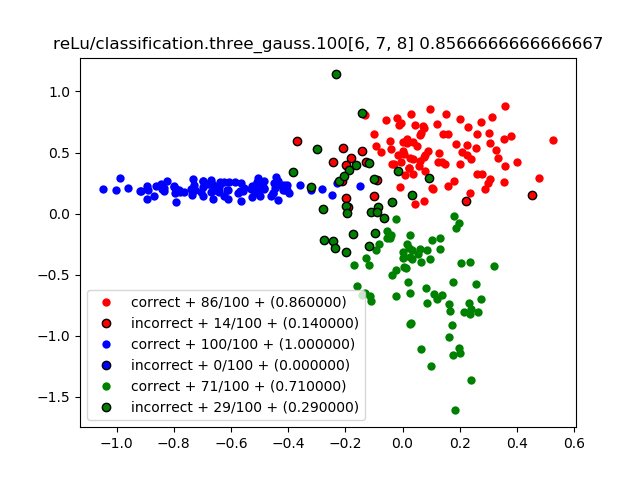 reLu/classification.three_gauss.100[6, 7, 8] 0.8566666666666667
1.0
0.5
0.0
−0.5
−1.0
−1.5
correct + 86/100 + (0.860000)
incorrect + 14/100 + (0.140000)
correct + 100/100 + (1.000000)
incorrect + 0/100 + (0.000000)
correct + 71/100 + (0.710000)
incorrect + 29/100 + (0.290000)
−1.0 −0.8 −0.6 −0.4 −0.2 0.0 0.2 0.4 0.6